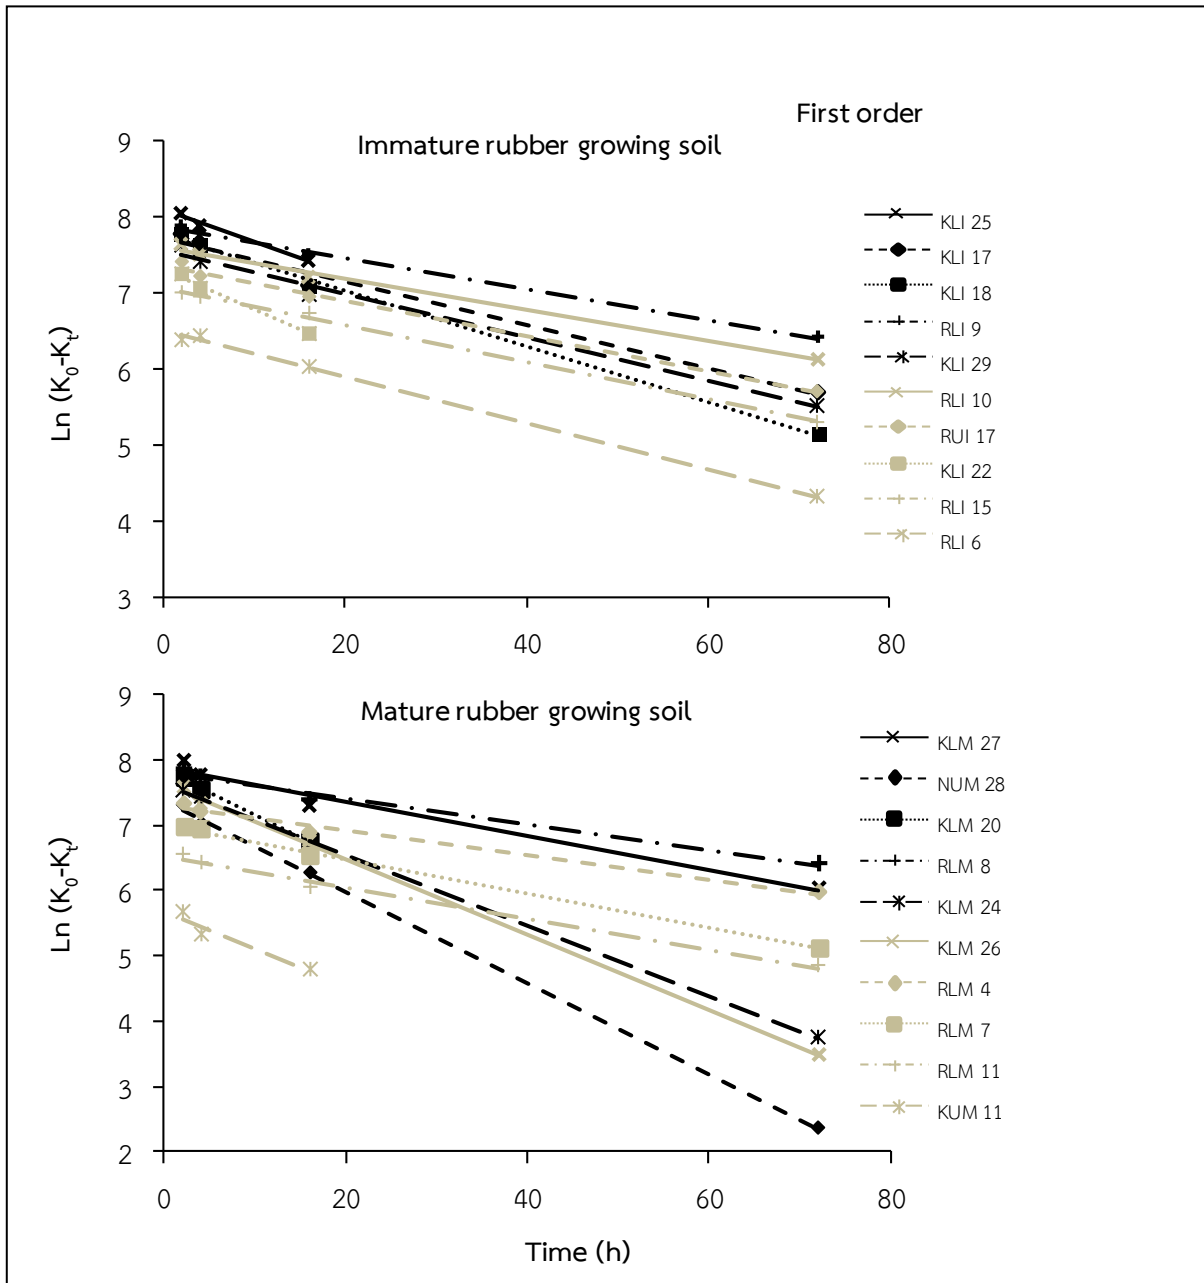 First order
Immature rubber growing soil
9
8
7
6
5
4
3
Ln (K0-Kt)
0 20 40 60 80
KLI 25
KLI 17
KLI 18
RLI 9
KLI 29
RLI 10
RUI 17
KLI 22
RLI 15
RLI 6
Mature rubber growing soil
9
8
7
6
5
4
3
2
Ln (K0-Kt)
0 20 40 60 80
Time (h)
KLM 27
NUM 28
KLM 20
RLM 8
KLM 24
KLM 26
RLM 4
RLM 7
RLM 11
KUM 11